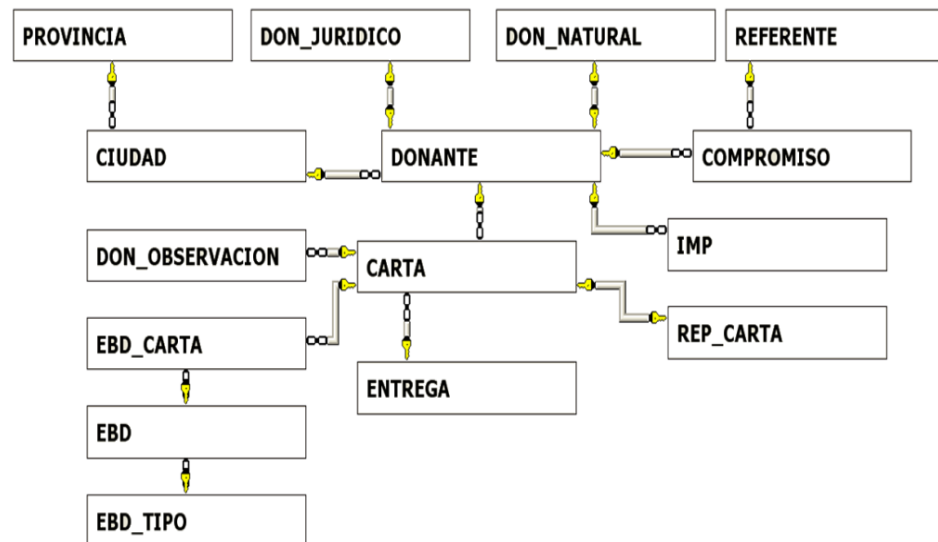 PROVINCIA
DON_JURIDICO
DON_NATURAL
REFERENTE
CIUDAD
DONANTE
COMPROMISO
DON_OBSERVACION
CARTA
IMP
EBD_CARTA
REP_CARTA
ENTREGA
EBD
EBD_TIPO